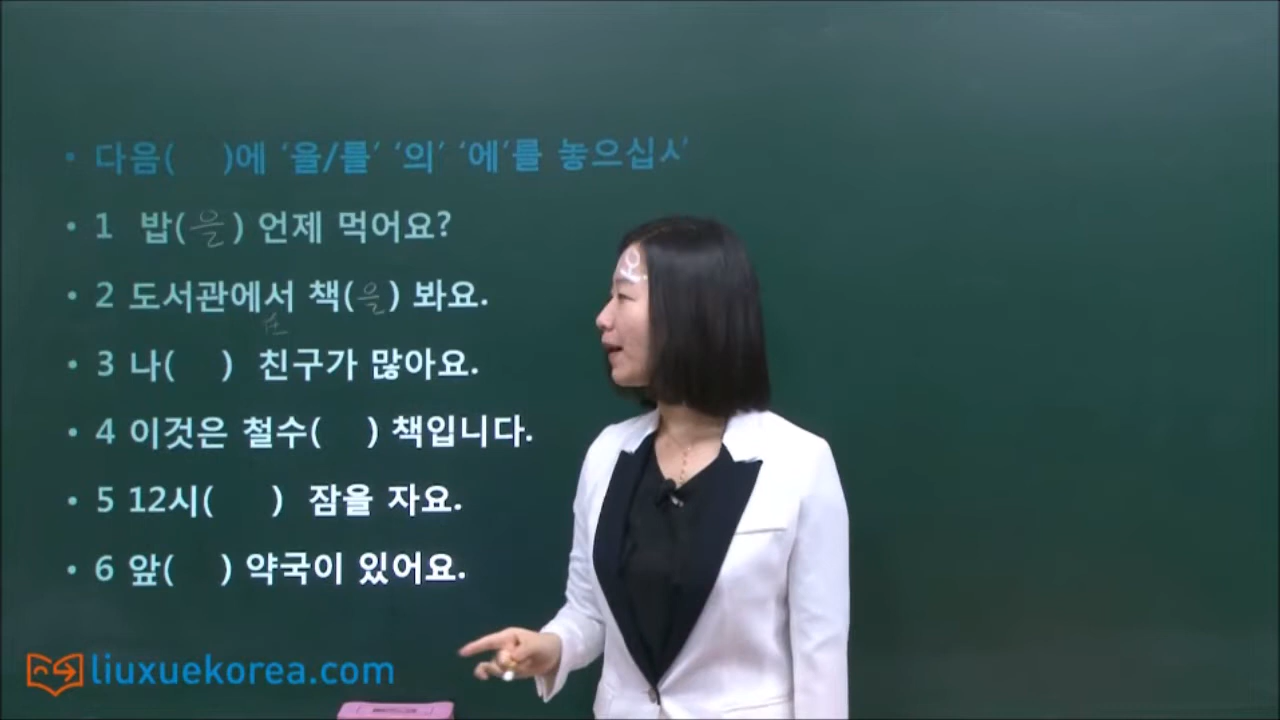 • 다음( )에 '을/를' '의' '에'를 놓으십시
• 1 밥(을) 언제 먹어요?
• 2 도서관에서 책(을) 봐요.
在
• 3 나( ) 친구가 많아요.
• 4 이것은 철수( ) 책입니다.
• 5 12시( ) 잠을 자요.
• 6 앞( ) 약국이 있어요.
liuxuekorea.com